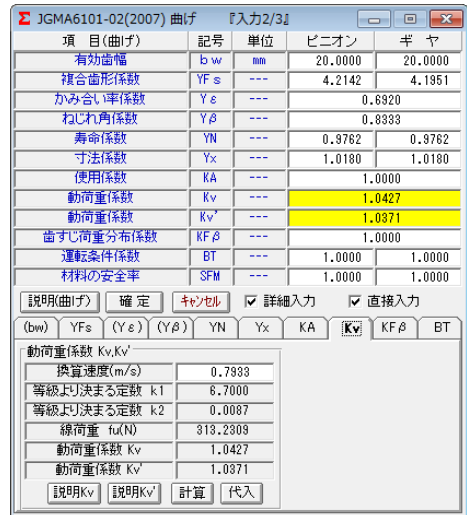 Σ JGMA6101-02(2007) 曲げ 『入力2/3』
項 目(曲げ) 記号 単位 ピニオン ギ ヤ
有効歯幅 bw mm 20.0000 20.0000
複合歯形係数 YFs --- 4.2142 4.1951
かみ合い率係数 Yε --- 0.6920
ねじれ角係数 Yβ --- 0.8333
寿命係数 YN --- 0.9762 0.9762
寸法係数 Yx --- 1.0180 1.0180
使用係数 KA --- 1.0000
動荷重係数 Kv --- 1.0427
動荷重係数 Kv' --- 1.0371
歯すじ荷重分布係数 KFβ --- 1.0000
運転条件係数 BT --- 1.0000 1.0000
材料の安全率 SFM --- 1.0000 1.0000
説明(曲げ) 確 定 キャンセル 詳細入力 直接入力
(bw) YFs (Yε) (Yβ) YN Yx KA Kv KFβ BT
動荷重係数 Kv,Kv'
換算速度(m/s) 0.7933
等級より決まる定数 k1 6.7000
等級より決まる定数 k2 0.0087
線荷重 fu(N) 313.2309
動荷重係数 Kv 1.0427
動荷重係数 Kv' 1.0371
説明Kv 説明Kv' 計算 代入